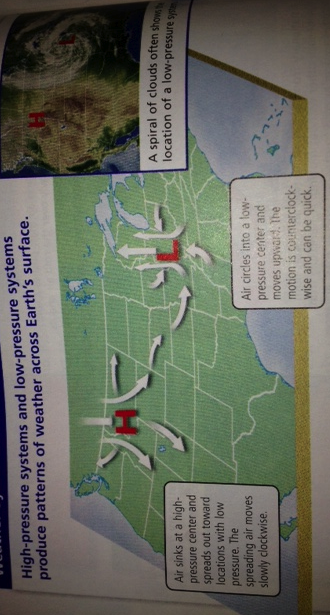 High-pressure systems and low-pressure systems
produce patterns of weather across Earth's surface.
H
L
A spiral of clouds often shows the
location of a low-pressure system
H
L
Air sinks at a high-
pressure center and
spreads out toward
locations with low
pressure. The
spreading air moves
slowly clockwise.
Air circles into a low-
pressure center and
moves upward. The
motion is counterclock-
wise and can be quick.